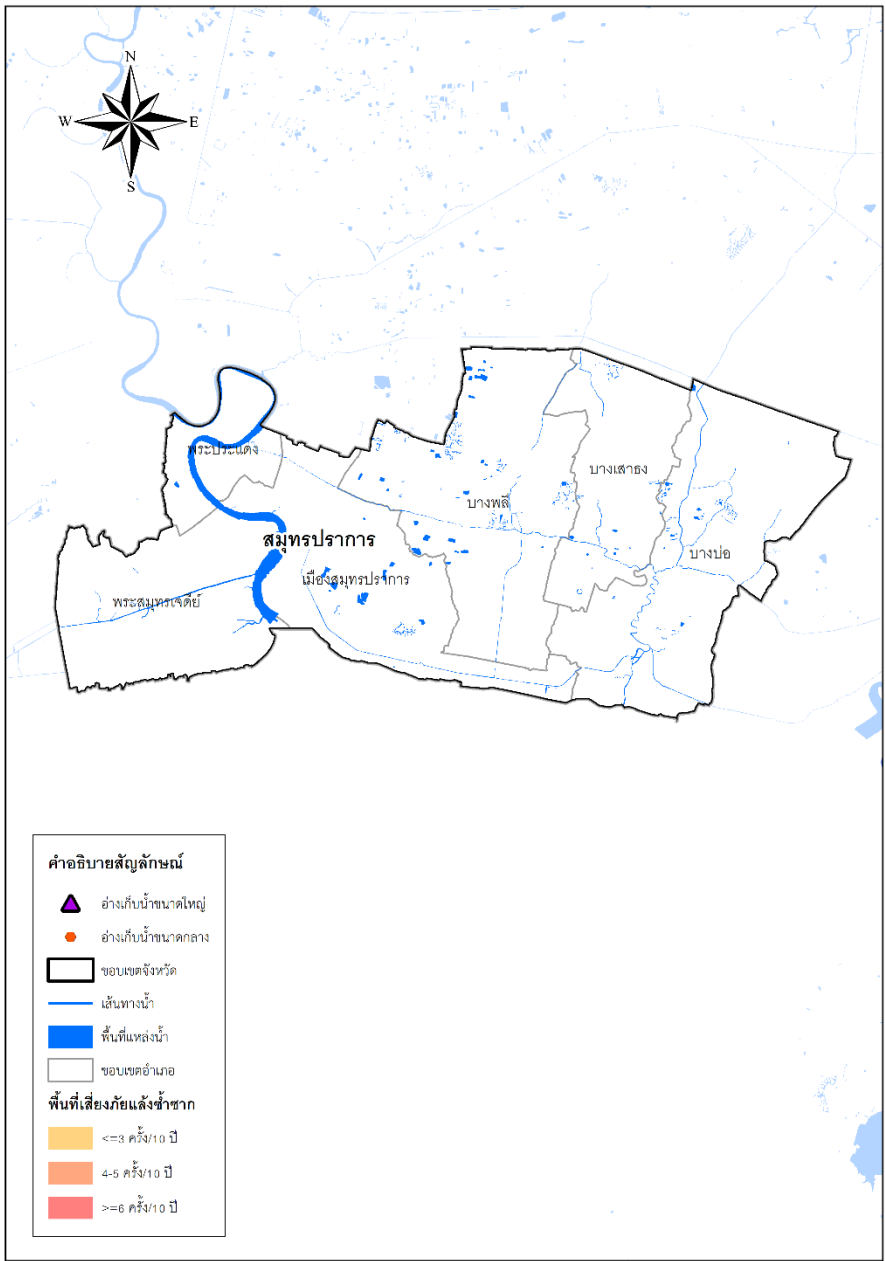 N
W E
S
พระประแดง
บางเสาธง
บางพลี
สมุทรปราการ
บางบ่อ
เมืองสมุทรปราการ
พระสมุทรเจดีย์
คำอธิบายสัญลักษณ์
อ่างเก็บน้ำขนาดใหญ่
อ่างเก็บน้ำขนาดกลาง
ขอบเขตจังหวัด
เส้นทางน้ำ
พื้นที่แหล่งน้ำ
ขอบเขตอำเภอ
พื้นที่เสี่ยงภัยแล้งซ้ำซาก
<=3 ครั้ง/10 ปี
4-5 ครั้ง/10 ปี
>=6 ครั้ง/10 ปี